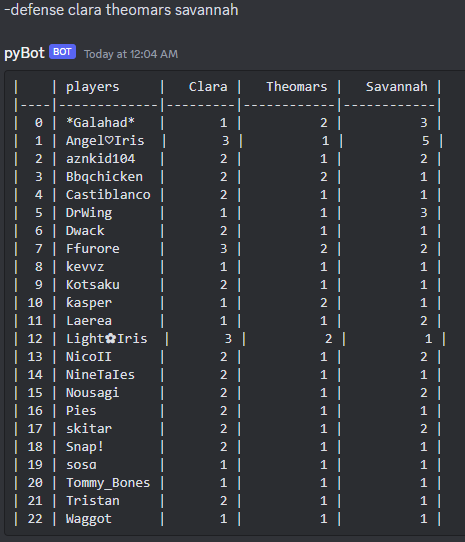 -defense clara theomars savannah
pyBot BOT Today at 12:04 AM
|    | players     |   Clara |   Theomars |   Savannah |
|----|-------------|---------|------------|------------|
|  0 | *Galahad*   |       1 |          2 |          3 |
|  1 | Angel♡Iris  |       3 |          1 |          5 |
|  2 | aznkid104   |       2 |          1 |          2 |
|  3 | Bbqchicken  |       2 |          2 |          1 |
|  4 | Castiblanco |       2 |          1 |          1 |
|  5 | DrWing      |       1 |          1 |          3 |
|  6 | Dwack       |       2 |          1 |          1 |
|  7 | Ffurore     |       3 |          2 |          2 |
|  8 | kevvz       |       1 |          1 |          1 |
|  9 | Kotsaku     |       2 |          1 |          1 |
| 10 | ƙasper      |       1 |          2 |          1 |
| 11 | Laerea      |       1 |          1 |          2 |
| 12 | Light✿Iris  |       3 |          2 |          1 |
| 13 | NicoII      |       2 |          1 |          2 |
| 14 | NineTaIes   |       2 |          1 |          1 |
| 15 | Nousagi     |       2 |          1 |          2 |
| 16 | Pies        |       2 |          1 |          1 |
| 17 | skitar      |       2 |          1 |          2 |
| 18 | Snap!       |       2 |          1 |          1 |
| 19 | sosɑ        |       1 |          1 |          1 |
| 20 | Tommy_Bones |       1 |          1 |          1 |
| 21 | Tristan     |       2 |          1 |          1 |
| 22 | Waggot      |       1 |          1 |          1 |